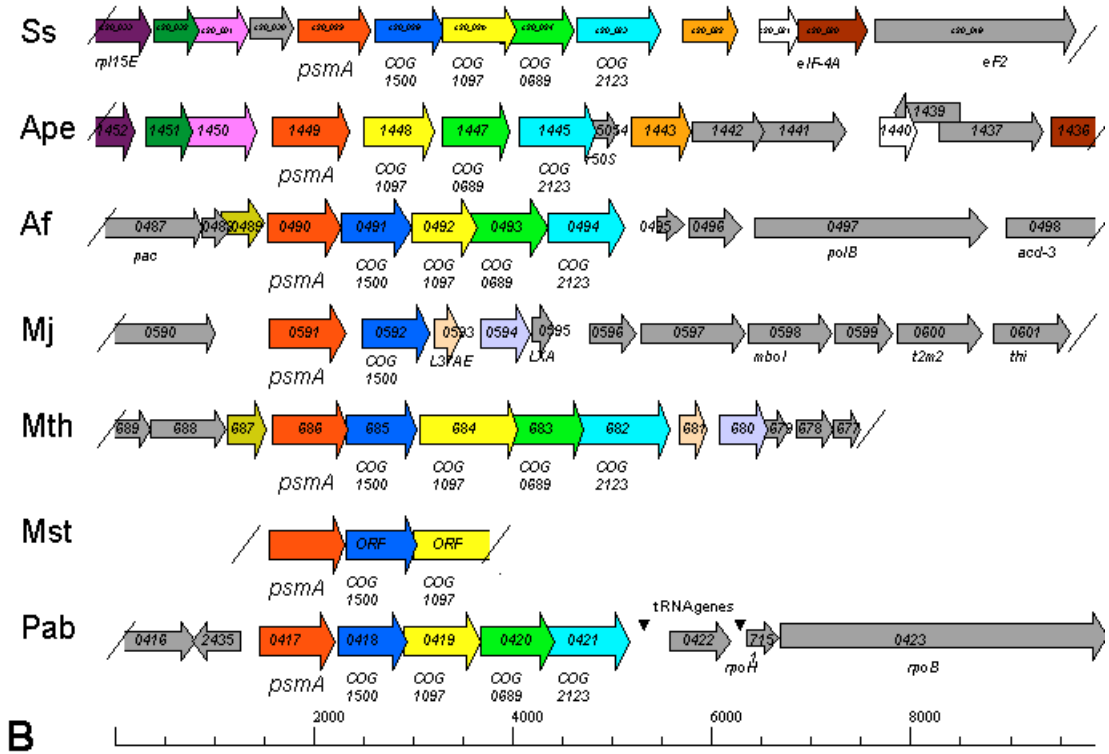 Ss
rpl15E psmA COG COG COG COG eIF-4A eF2
1500 1097 0689 2123
Ape 1452 1451 1450 1449 1448 1447 1445 1443 1442 1441 1440 1439 1437 1436
psmA COG COG COG
1097 0689 2123
Af 0487 0489 0490 0491 0492 0493 0494 0495 0496 0497 0498
pac psmA COG COG COG COG polB acd-3
1500 1097 0689 2123
Mj 0590 0591 0592 0593 0594 0595 0596 0597 0598 0599 0600 0601
psmA COG L37AE LXA mboI t2m2 thi
1500
Mth 689 688 687 686 685 684 683 682 681 680 679 678 677
psmA COG COG COG COG
1500 1097 0689 2123
Mst ORF ORF
psmA COG COG
1500 1097
tRNAgenes
Pab 0416 2435 0417 0418 0419 0420 0421 0422 715 0423
1
psmA COG COG COG COG rpoH rpoB
1500 1097 0689 2123
B 2000 4000 6000 8000